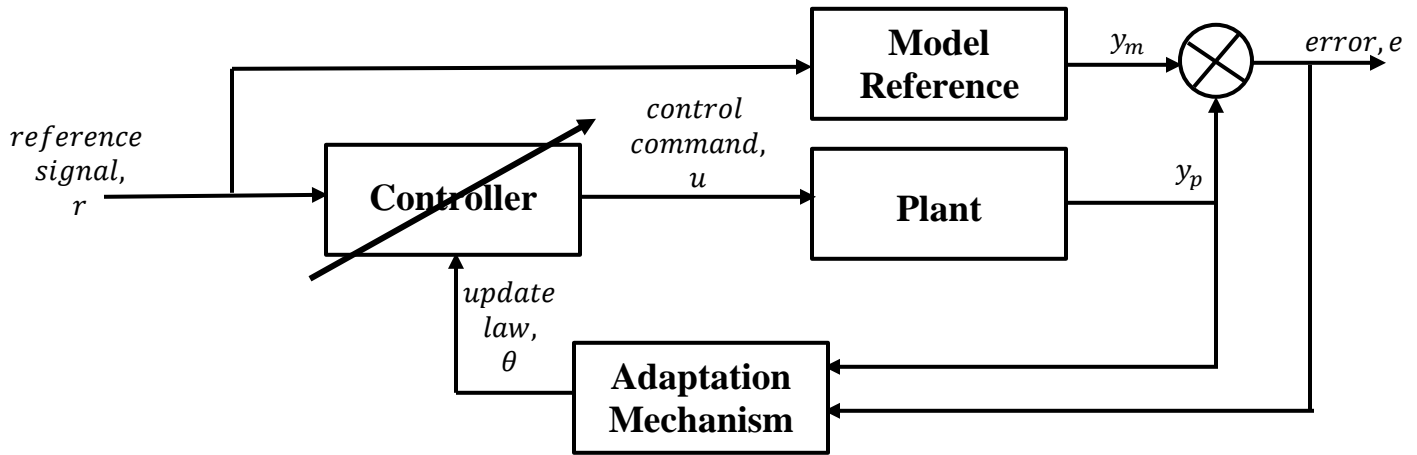 Model
Reference
y_m
error, e
reference
signal,
r
control
command,
u
Controller
Plant
y_p
update
law,
θ
Adaptation
Mechanism